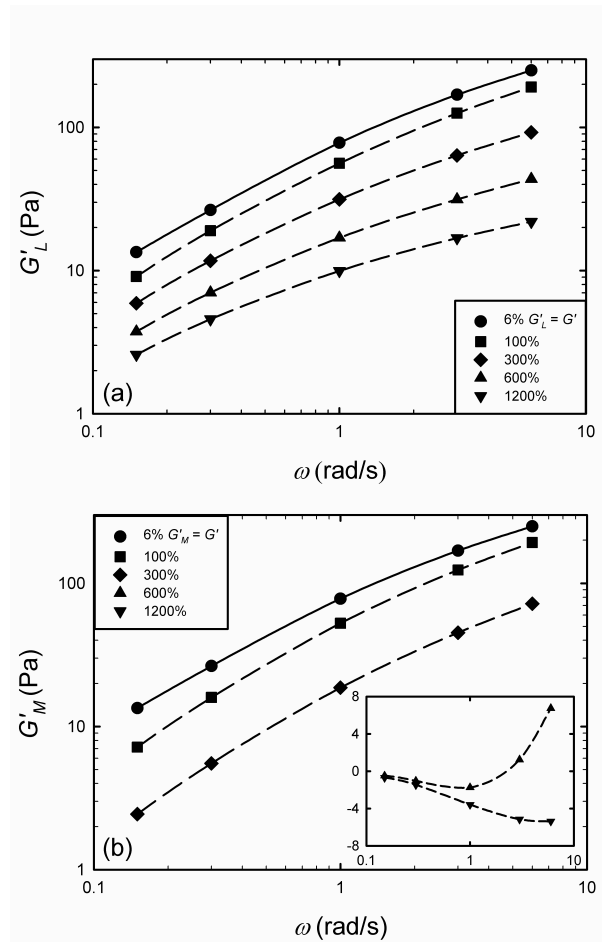 100
10
1
G'L (Pa)
(a)
6% G'L = G'
100%
300%
600%
1200%
0.1 1 10
ω (rad/s)
6% G'M = G'
100%
300%
600%
1200%
100
10
1
G'M (Pa)
8
4
0
-4
-8
0.1 1 10
(b)
0.1 1 10
ω (rad/s)